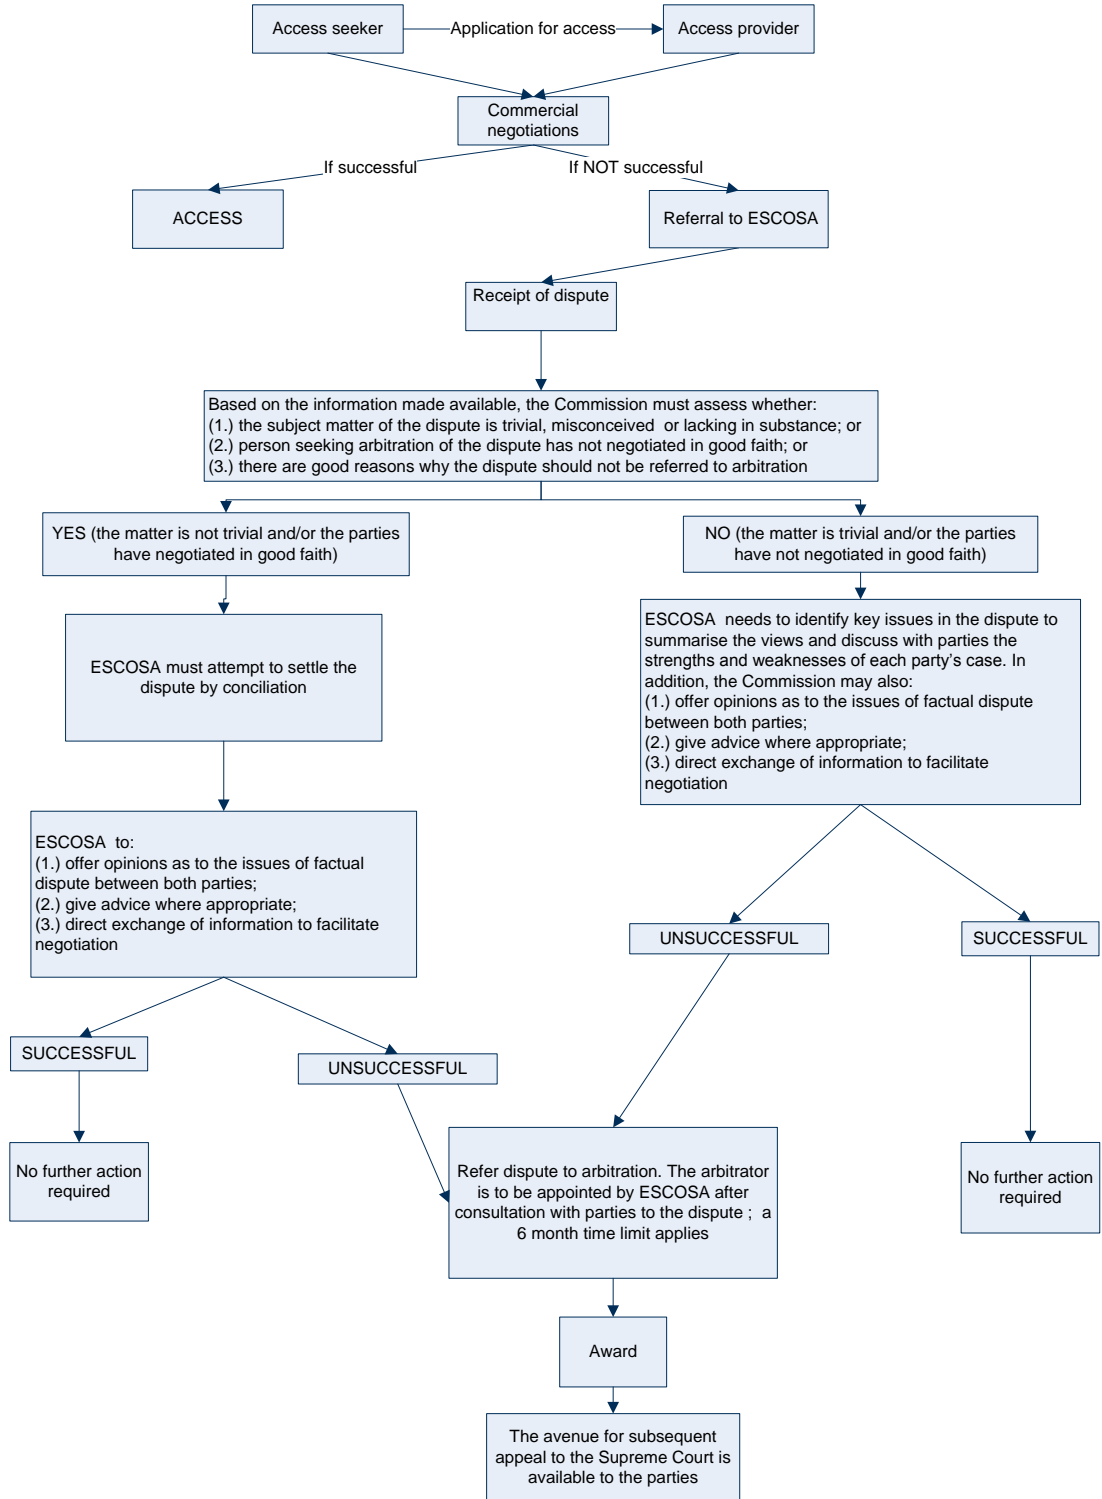 Access seeker
Application for access
Access provider
Commercial
negotiations
If successful
If NOT successful
ACCESS
Referral to ESCOSA
Receipt of dispute
Based on the information made available, the Commission must assess whether:
(1.) the subject matter of the dispute is trivial, misconceived or lacking in substance; or
(2.) person seeking arbitration of the dispute has not negotiated in good faith; or
(3.) there are good reasons why the dispute should not be referred to arbitration
YES (the matter is not trivial and/or the parties
have negotiated in good faith)
NO (the matter is trivial and/or the parties
have not negotiated in good faith)
ESCOSA must attempt to settle the
dispute by conciliation
ESCOSA needs to identify key issues in the dispute to
summarise the views and discuss with parties the
strengths and weaknesses of each party's case. In
addition, the Commission may also:
(1.) offer opinions as to the issues of factual dispute
between both parties;
(2.) give advice where appropriate;
(3.) direct exchange of information to facilitate
negotiation
ESCOSA to:
(1.) offer opinions as to the issues of factual
dispute between both parties;
(2.) give advice where appropriate;
(3.) direct exchange of information to facilitate
negotiation
UNSUCCESSFUL
SUCCESSFUL
SUCCESSFUL
UNSUCCESSFUL
No further action
required
Refer dispute to arbitration. The arbitrator
is to be appointed by ESCOSA after
consultation with parties to the dispute ; a
6 month time limit applies
No further action
required
Award
The avenue for subsequent
appeal to the Supreme Court is
available to the parties